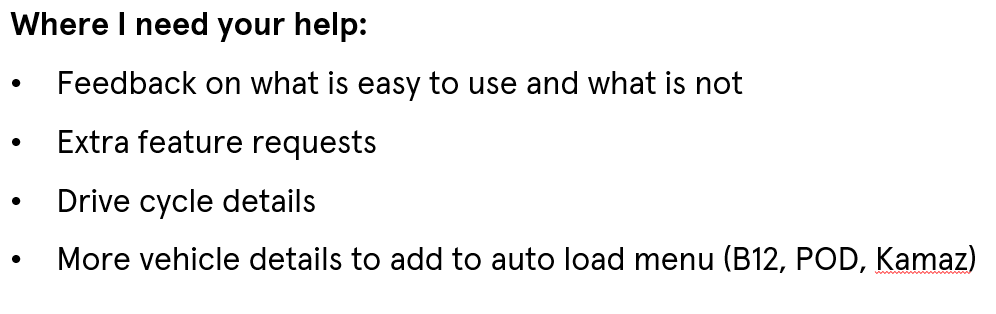 Where I need your help:
• Feedback on what is easy to use and what is not
• Extra feature requests
• Drive cycle details
• More vehicle details to add to auto load menu (B12, POD, Kamaz)